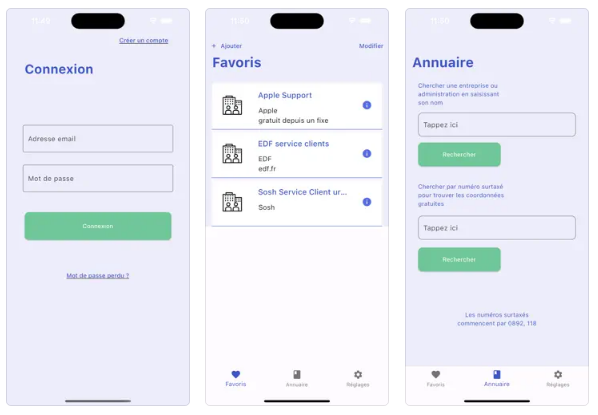 11:45
Créer un compte
Connexion
Adresse email
Mot de passe
Connexion
Mot de passe perdu ?
11:50
+ Ajouter
Modifier
Favoris
Apple Support
Apple
gratuit depuis un fixe
EDF service clients
EDF
edf.fr
Sosh Service Client ur...
Sosh
Favoris
Annuaire
Réglages
Annuaire
Chercher une entreprise ou
administration en saisissant
son nom
Tappez ici
Rechercher
Chercher par numéro surtaxé
pour trouver les coordonnées
gratuites
Tappez ici
Rechercher
Les numéros surtaxés
commencent par 0892, 118
Favoris
Annuaire
Réglages